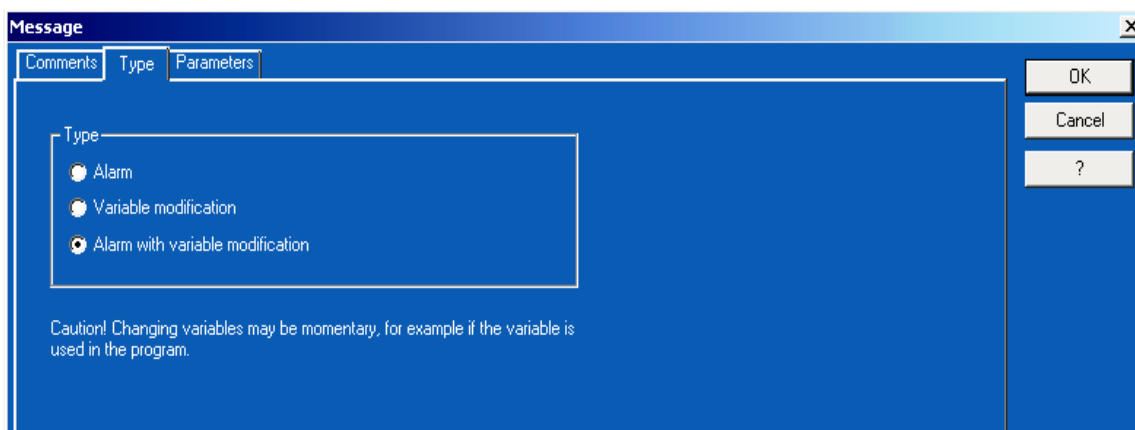 Message
Comments
Type
Parameters
OK
Cancel
?
Type
Alarm
Variable modification
Alarm with variable modification
Caution! Changing variables may be momentary, for example if the variable is
used in the program.